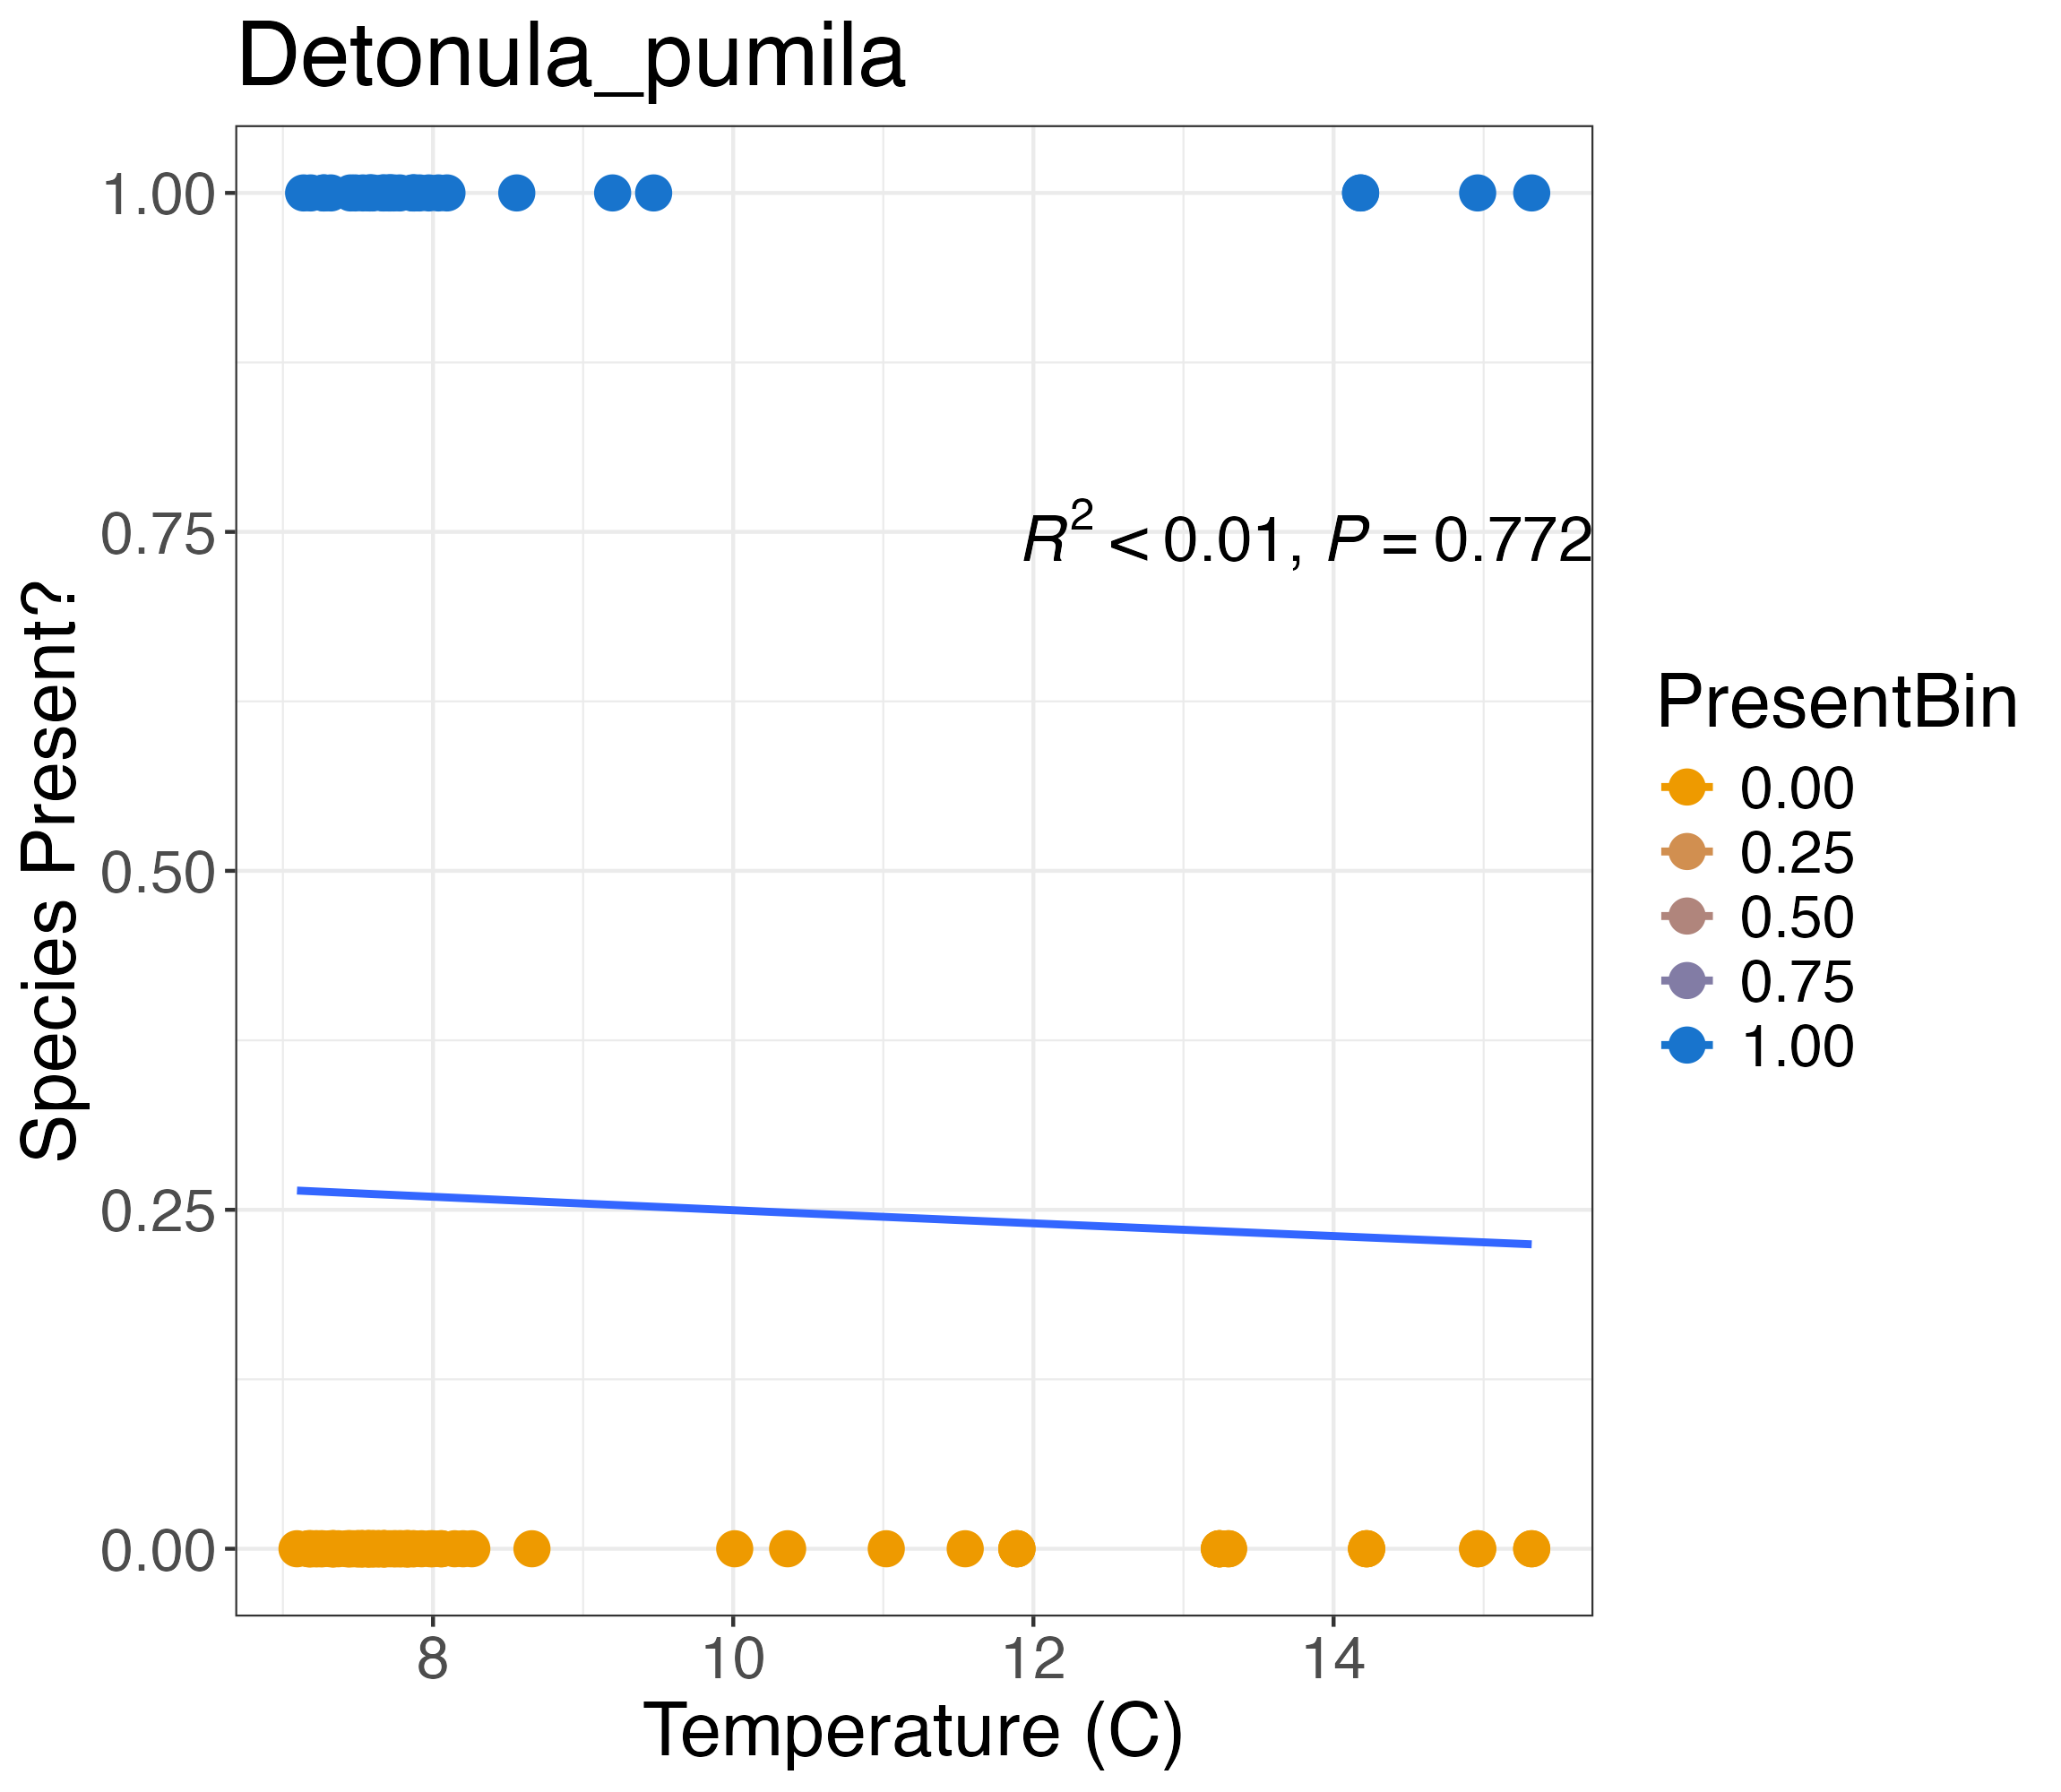 Detonula_pumila
1.00
0.75
0.50
0.25
0.00
Species Present?
R² < 0.01, P = 0.772
8 10 12 14
Temperature (C)
PresentBin
0.00
0.25
0.50
0.75
1.00